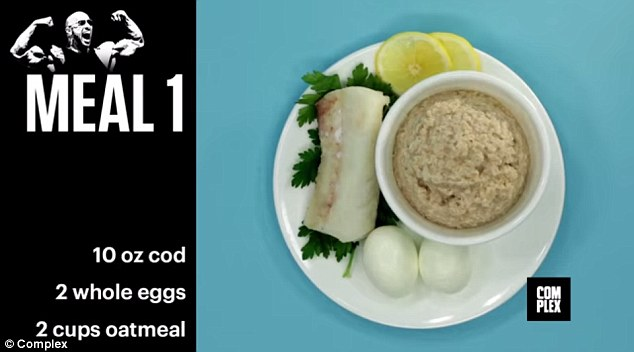 MEAL 1
10 oz cod
2 whole eggs
2 cups oatmeal
COM
PLEX
© Complex